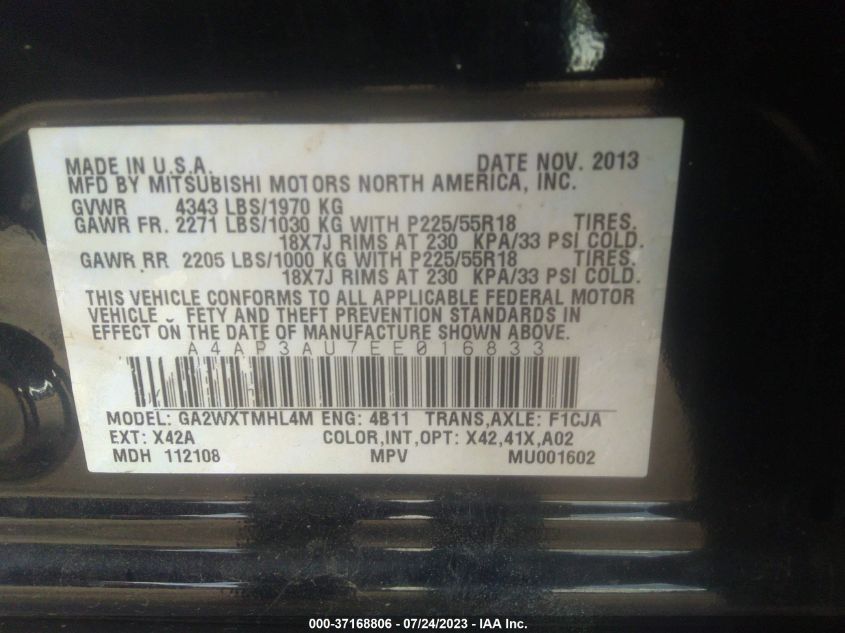 MADE IN U.S.A. DATE NOV. 2013
MFD BY MITSUBISHI MOTORS NORTH AMERICA, INC.
GVWR 4343 LBS/1970 KG
GAWR FR. 2271 LBS/1030 KG WITH P225/55R18 TIRES.
18X7J RIMS AT 230 KPA/33 PSI COLD.
GAWR RR 2205 LBS/1000 KG WITH P225/55R18 TIRES.
18X7J RIMS AT 230 KPA/33 PSI COLD.
THIS VEHICLE CONFORMS TO ALL APPLICABLE FEDERAL MOTOR
VEHICLE FETY AND THEFT PREVENTION STANDARDS IN
EFFECT ON THE DATE OF MANUFACTURE SHOWN ABOVE.
A4AP3AU7EE016833
MODEL: GA2WXTMHL4M ENG: 4B11 TRANS,AXLE: F1CJA
EXT: X42A COLOR,INT,OPT: X42,41X,A02
MDH 112108 MPV MU001602
000-37168806 - 07/24/2023 - IAA Inc.